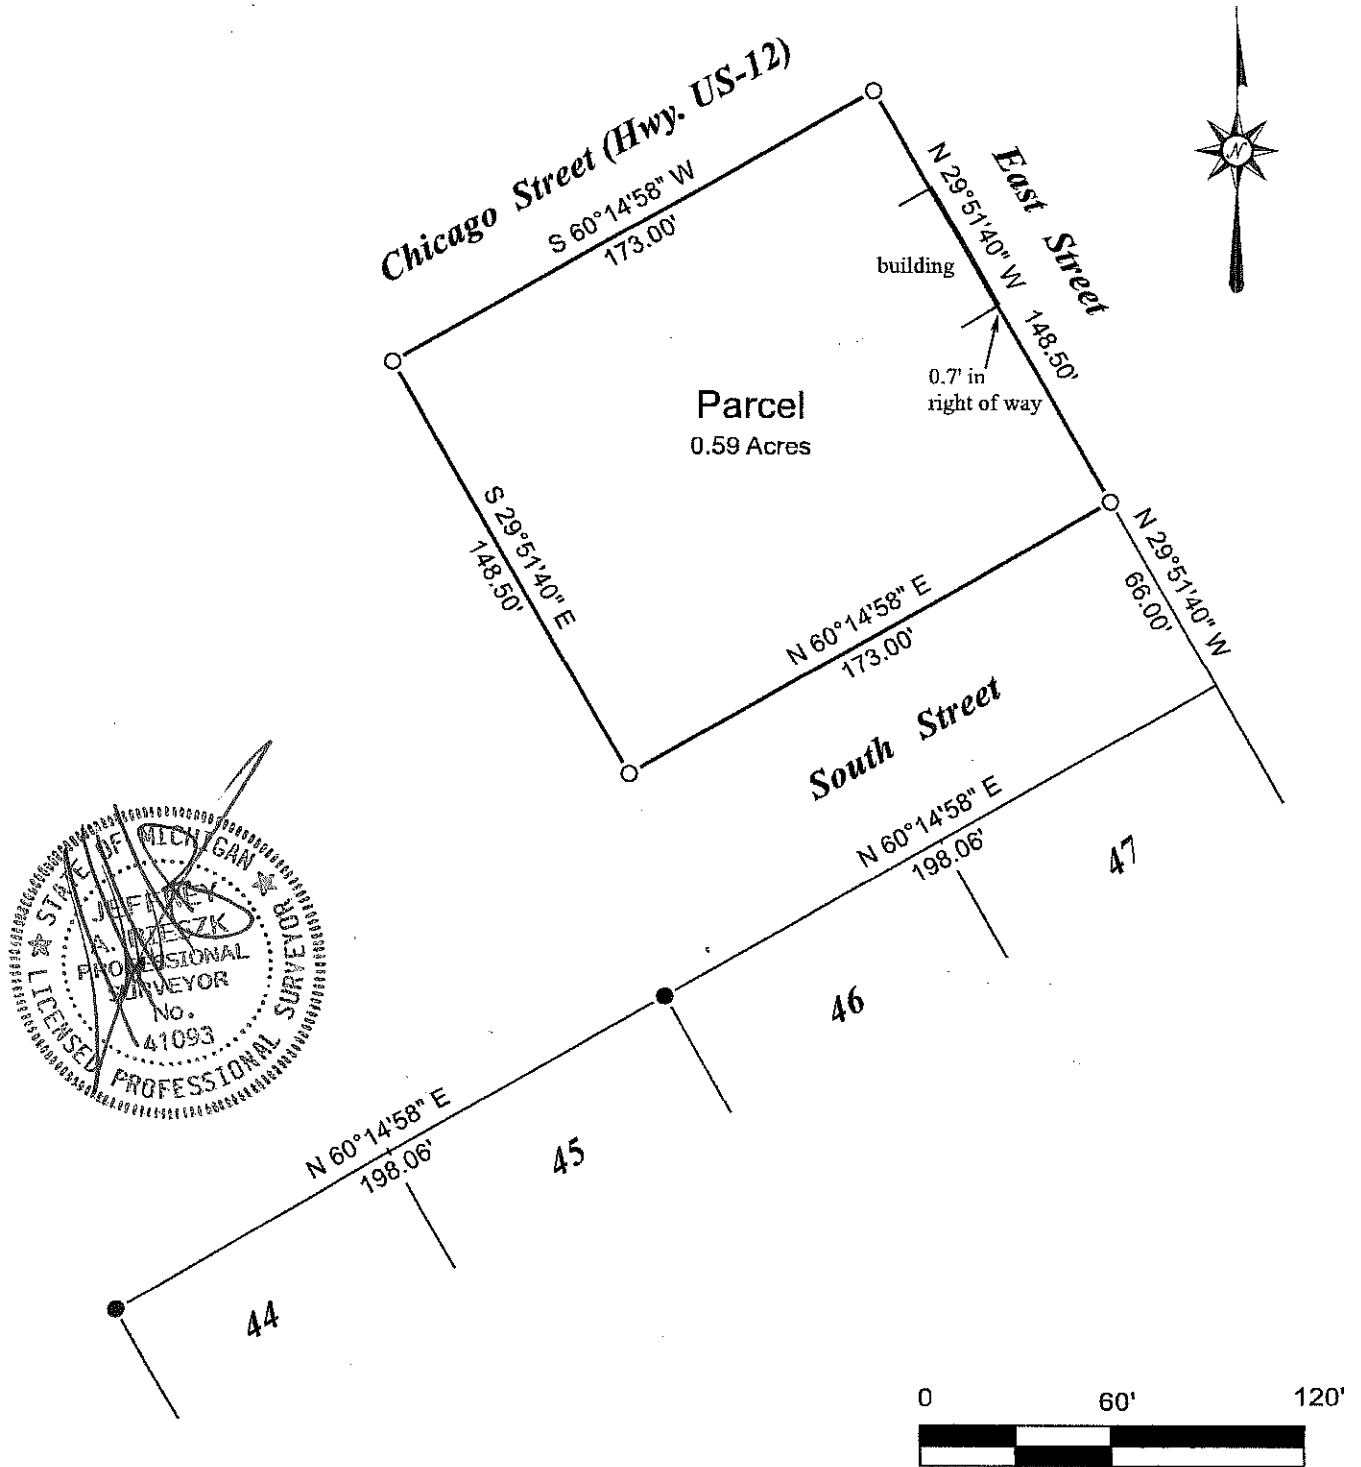 Chicago Street (Hwy. US-12)
S 60°14'58" W
173.00'
N 29°51'40" W 148.50'
East Street
N
building
0.7' in
right of way
Parcel
0.59 Acres
S 29°51'40" E
148.50'
N 60°14'58" E
173.00'
N 29°51'40" W
66.00'
South Street
N 60°14'58" E
198.06'
47
46
N 60°14'58" E
198.06'
45
44
STATE OF MICHIGAN
JEFFREY
A.
PROFESSIONAL
SURVEYOR
No.
41093
LICENSED PROFESSIONAL SURVEYOR
0 60' 120'